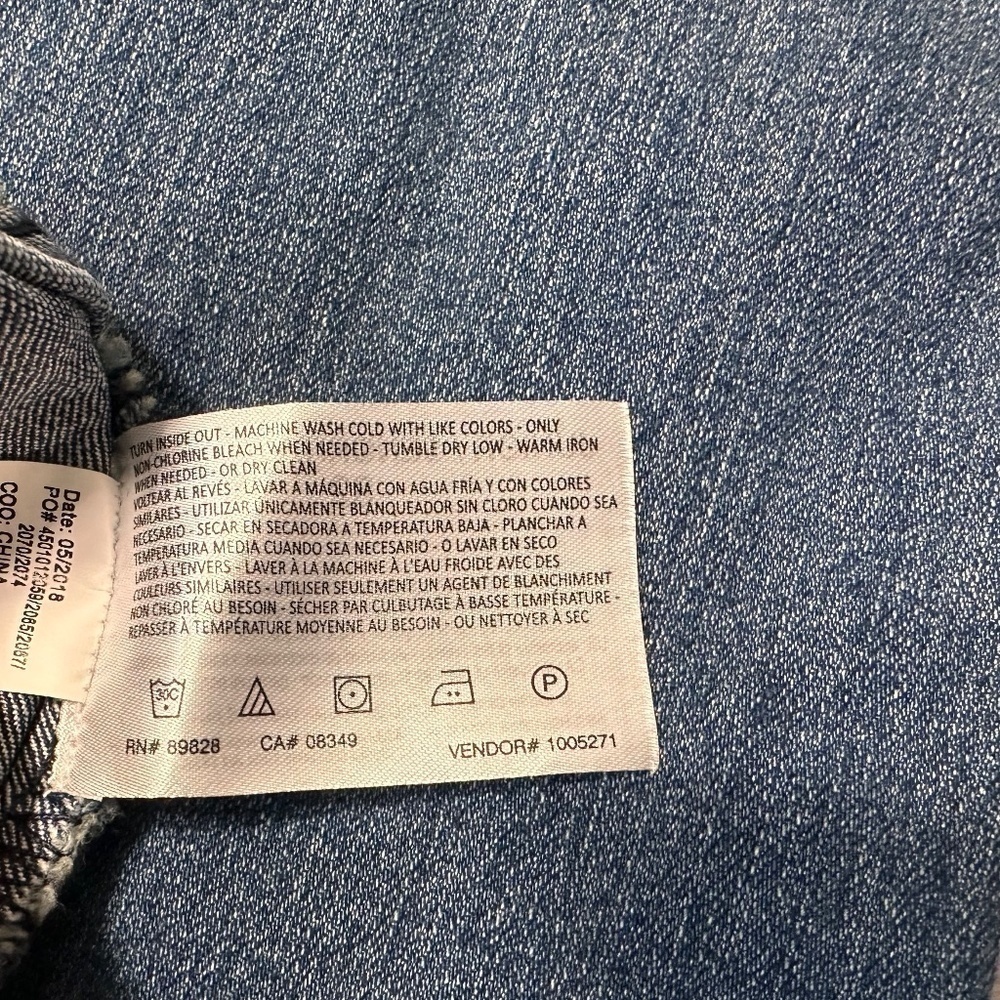 TURN INSIDE OUT - MACHINE WASH COLD WITH LIKE COLORS - ONLY
NON-CHLORINE BLEACH WHEN NEEDED - TUMBLE DRY LOW - WARM IRON
WHEN NEEDED - OR DRY CLEAN
VOLTEAR AL REVÉS - LAVAR A MÁQUINA CON AGUA FRÍA Y CON COLORES
SIMILARES - UTILIZAR ÚNICAMENTE BLANQUEADOR SIN CLORO CUANDO SEA
NECESARIO - SECAR EN SECADORA A TEMPERATURA BAJA - PLANCHAR A
TEMPERATURA MEDIA CUANDO SEA NECESARIO - O LAVAR EN SECO
LAVER À L'ENVERS - LAVER À LA MACHINE À L'EAU FROIDE AVEC DES
COULEURS SIMILAIRES - UTILISER SEULEMENT UN AGENT DE BLANCHIMENT
NON CHLORÉ AU BESOIN - SÉCHER PAR CULBUTAGE À BASSE TEMPÉRATURE -
REPASSER À TEMPÉRATURE MOYENNE AU BESOIN - OU NETTOYER À SEC
30C
P
RN# 89828 CA# 08349 VENDOR# 1005271
Date: 05/2018
PO# 4501012059/2085/2087/
2070/2074
COO: CHINA